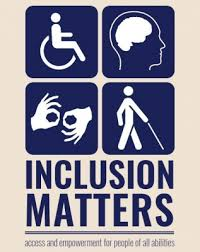 INCLUSION
MATTERS
access and empowerment for people of all abilities